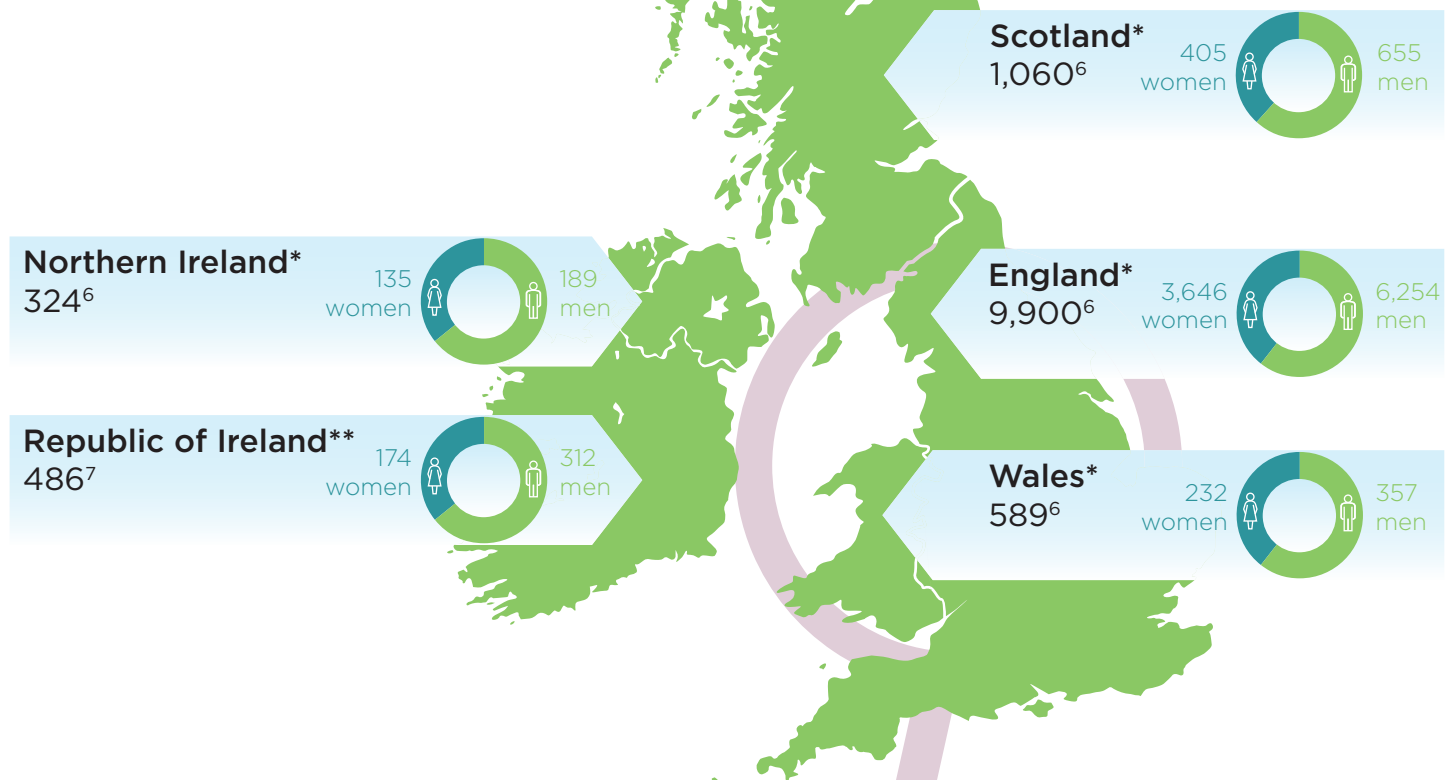 Scotland*
1,060⁶
405
women
655
men
Northern Ireland*
324⁶
135
women
189
men
England*
9,900⁶
3,646
women
6,254
men
Republic of Ireland**
486⁷
174
women
312
men
Wales*
589⁶
232
women
357
men